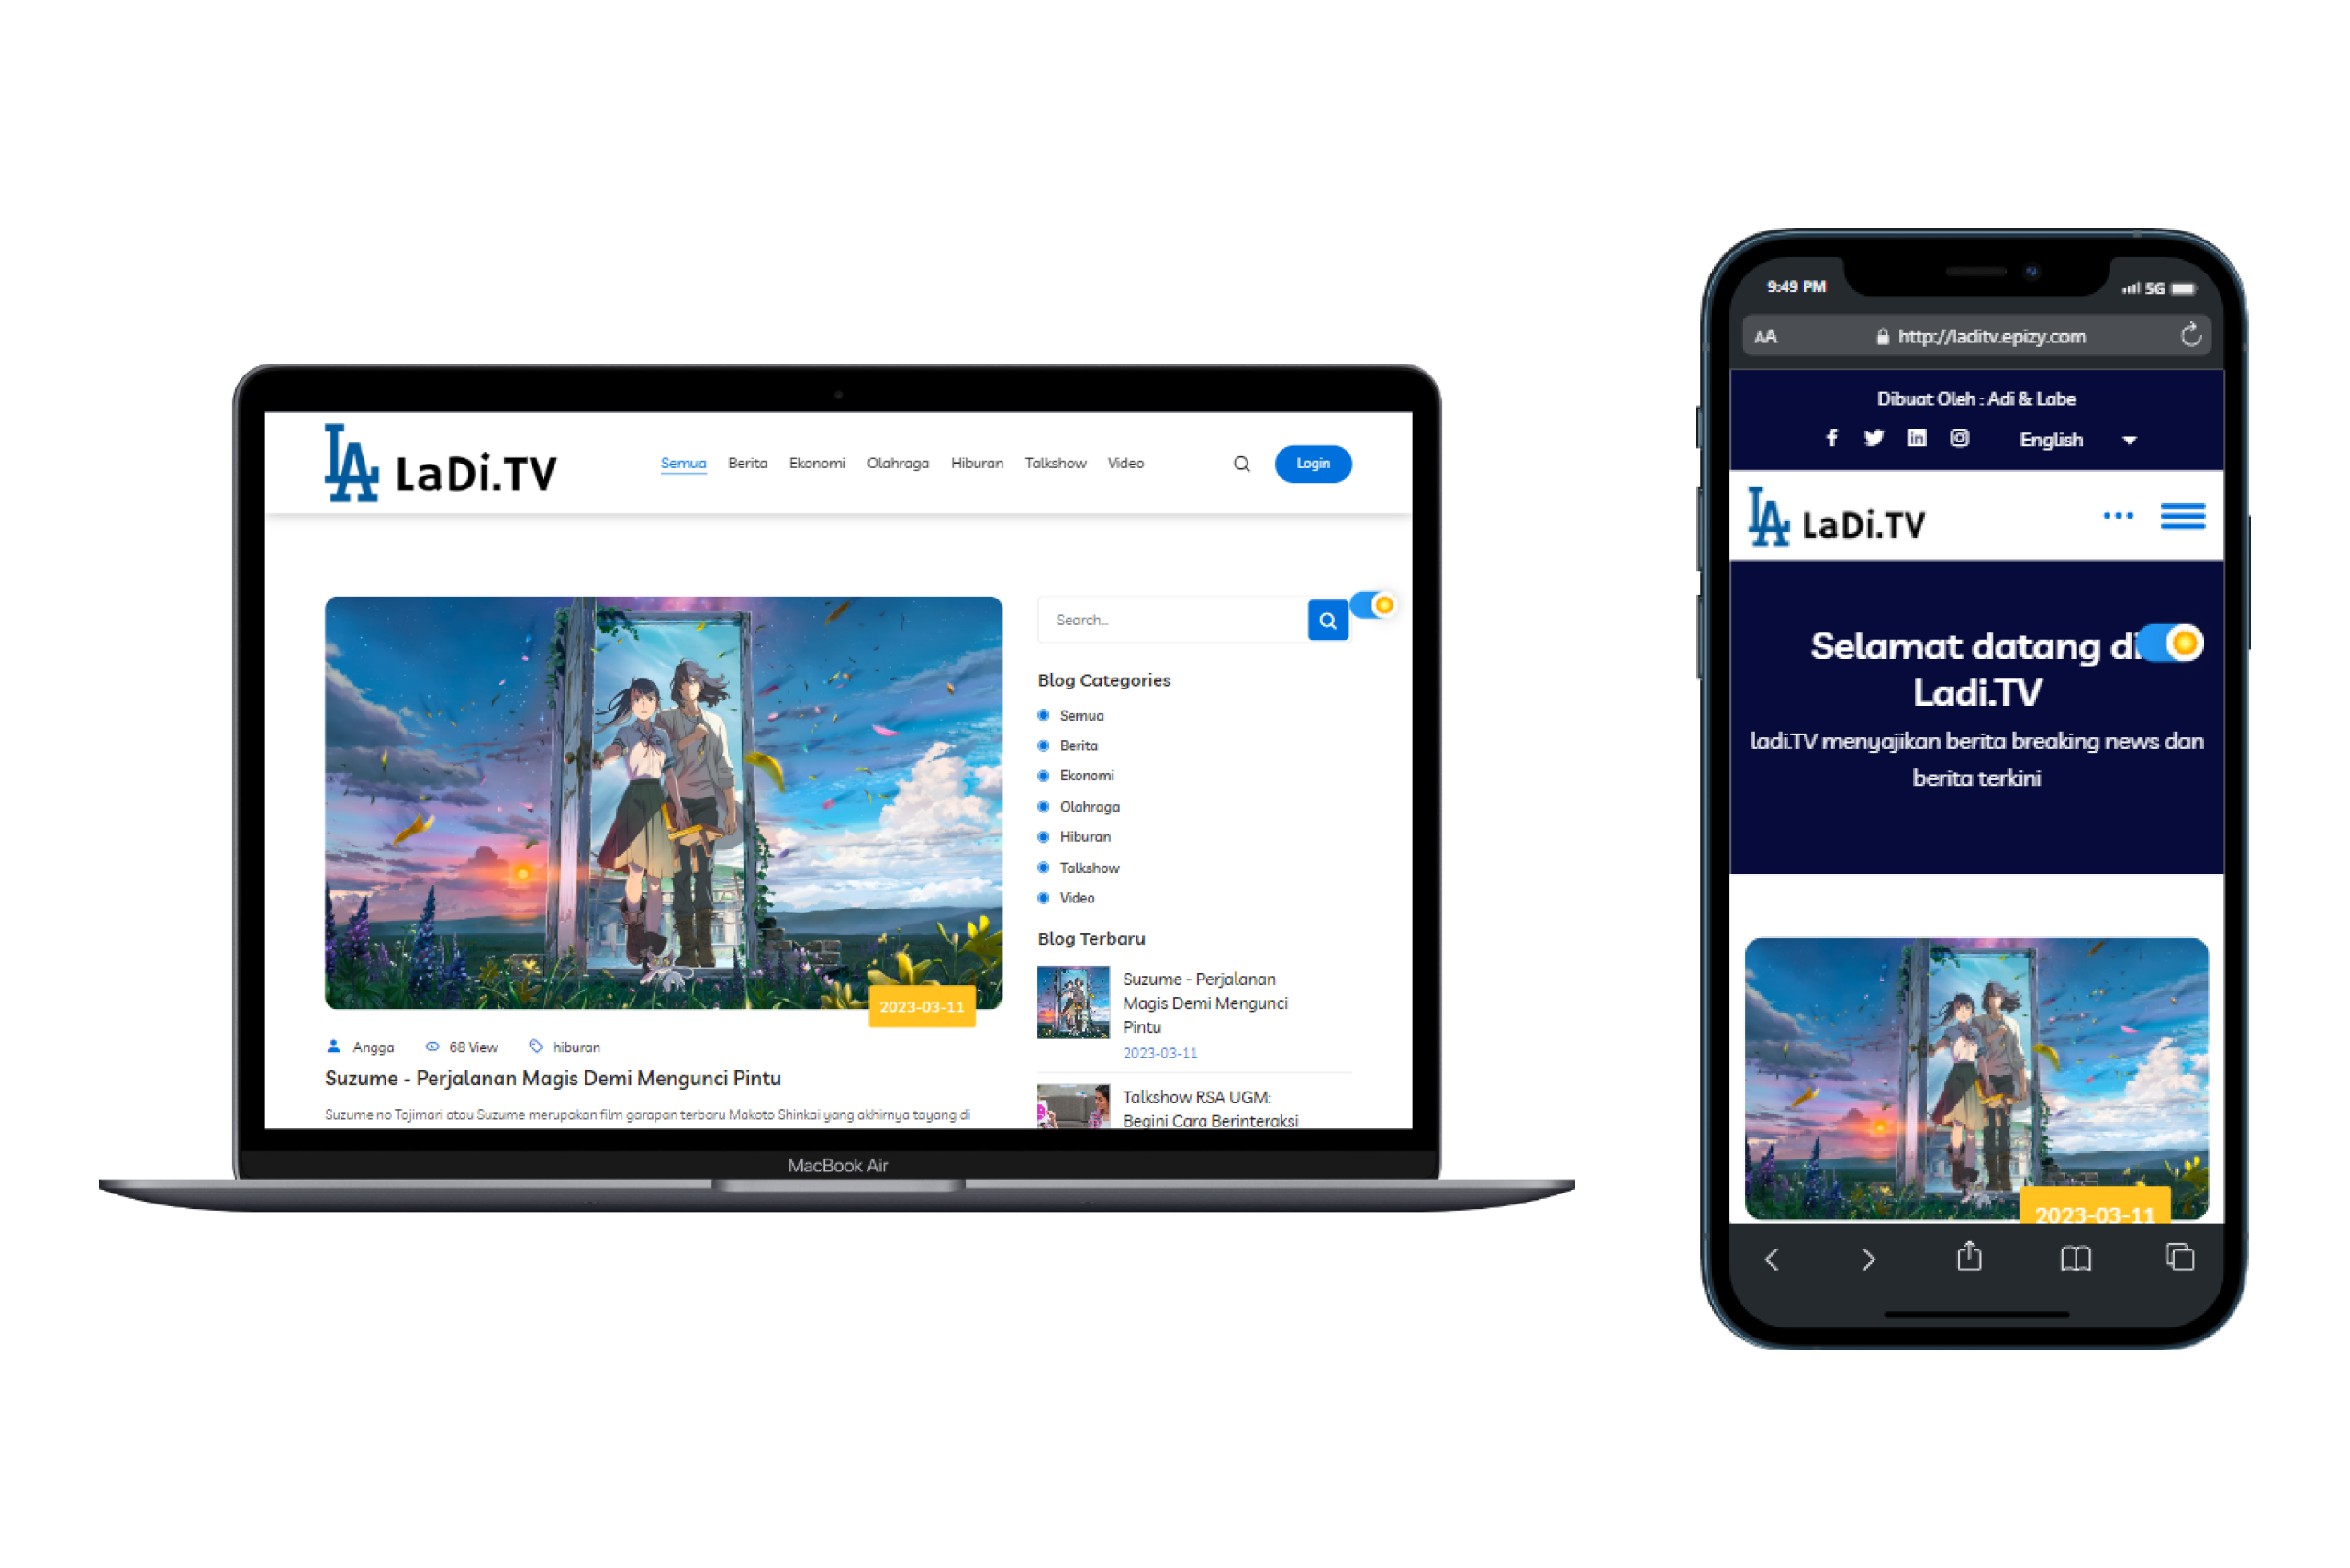 LA LaDi.TV
Semua Berita Ekonomi Olahraga Hiburan Talkshow Video
Login
Search...
Blog Categories
Semua
Berita
Ekonomi
Olahraga
Hiburan
Talkshow
Video
Blog Terbaru
Suzume - Perjalanan
Magis Demi Mengunci
Pintu
2023-03-11
Talkshow RSA UGM:
Begini Cara Berinteraksi
2023-03-11
Angga 68 View hiburan
Suzume - Perjalanan Magis Demi Mengunci Pintu
Suzume no Tojimari atau Suzume merupakan film garapan terbaru Makoto Shinkai yang akhirnya tayang di
MacBook Air
9:49 PM 5G
AA http://laditv.epizy.com
Dibuat Oleh : Adi & Labe
English
LA LaDi.TV
Selamat datang di
Ladi.TV
ladi.TV menyajikan berita breaking news dan
berita terkini
2023-03-11